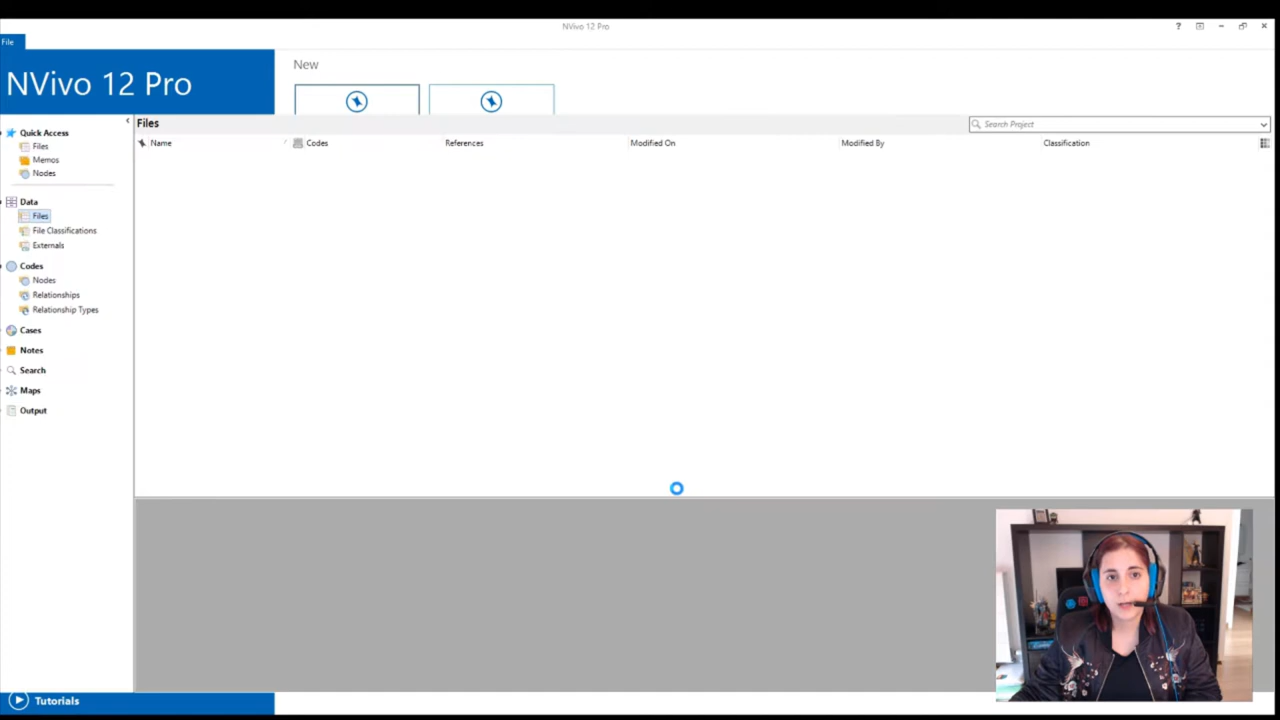 NVivo 12 Pro
?
File
NVivo 12 Pro
New
Files
Search Project
Name
Codes
References
Modified On
Modified By
Classification
Quick Access
Files
Memos
Nodes
Data
Files
File Classifications
Externals
Codes
Nodes
Relationships
Relationship Types
Cases
Notes
Search
Maps
Output
Tutorials